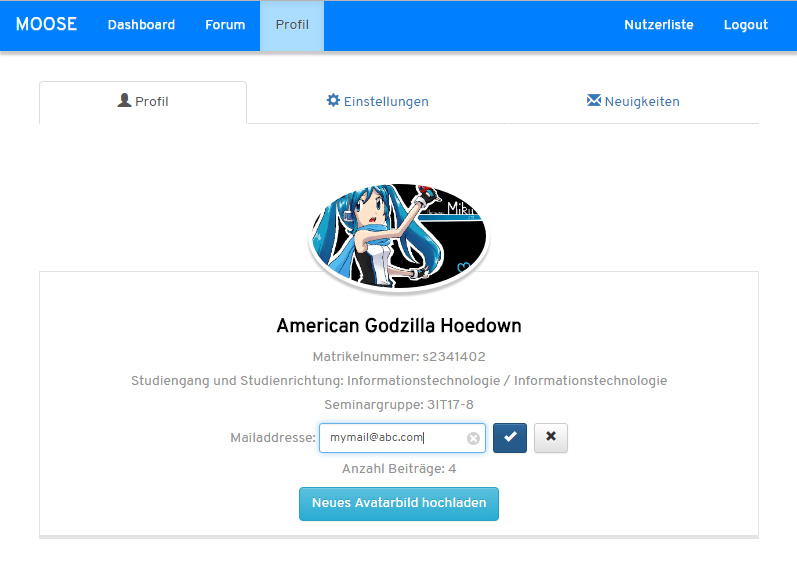 MOOSE Dashboard Forum Profil Nutzerliste Logout
Profil Einstellungen Neuigkeiten
Miku
American Godzilla Hoedown
Matrikelnummer: s2341402
Studiengang und Studienrichtung: Informationstechnologie / Informationstechnologie
Seminargruppe: 3IT17-8
Mailaddresse: mymail@abc.com
Anzahl Beiträge: 4
Neues Avatarbild hochladen